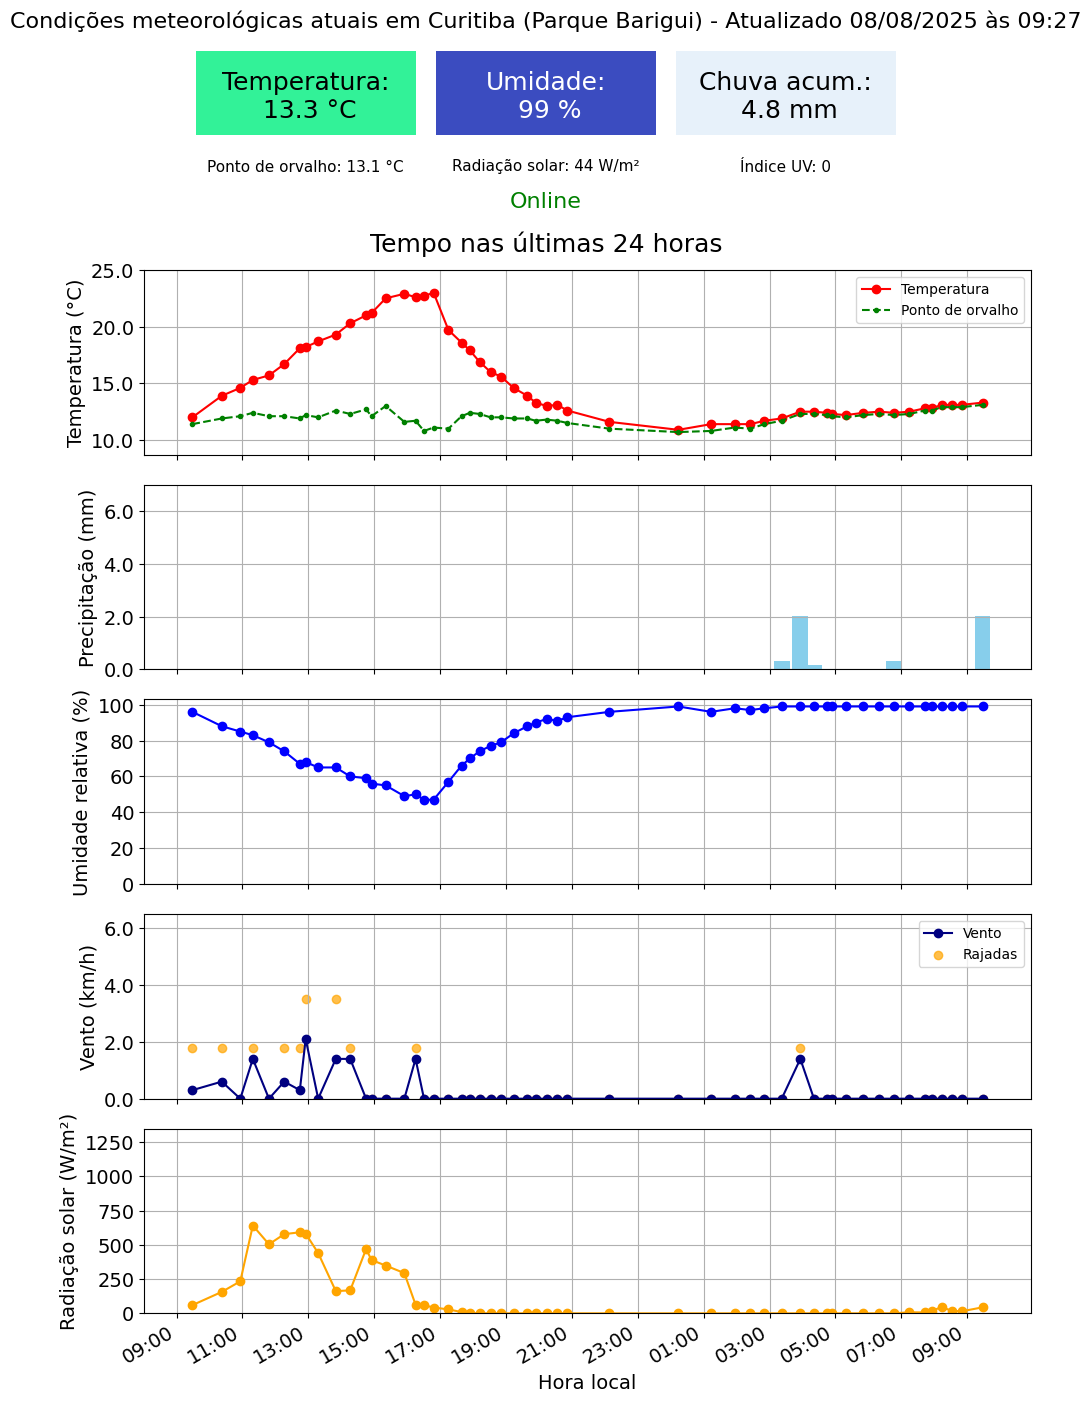 Condições meteorológicas atuais em Curitiba (Parque Barigui) - Atualizado 08/08/2025 às 09:27
Temperatura:
13.3 °C
Umidade:
99 %
Chuva acum.:
4.8 mm
Ponto de orvalho: 13.1 °C
Radiação solar: 44 W/m²
Índice UV: 0
Online
Tempo nas últimas 24 horas
Temperatura (°C)
25.0
20.0
15.0
10.0
Temperatura
Ponto de orvalho
Precipitação (mm)
6.0
4.0
2.0
0.0
Umidade relativa (%)
100
80
60
40
20
0
Vento (km/h)
6.0
4.0
2.0
0.0
Vento
Rajadas
Radiação solar (W/m²)
1250
1000
750
500
250
0
09:00
11:00
13:00
15:00
17:00
19:00
21:00
23:00
01:00
03:00
05:00
07:00
09:00
Hora local